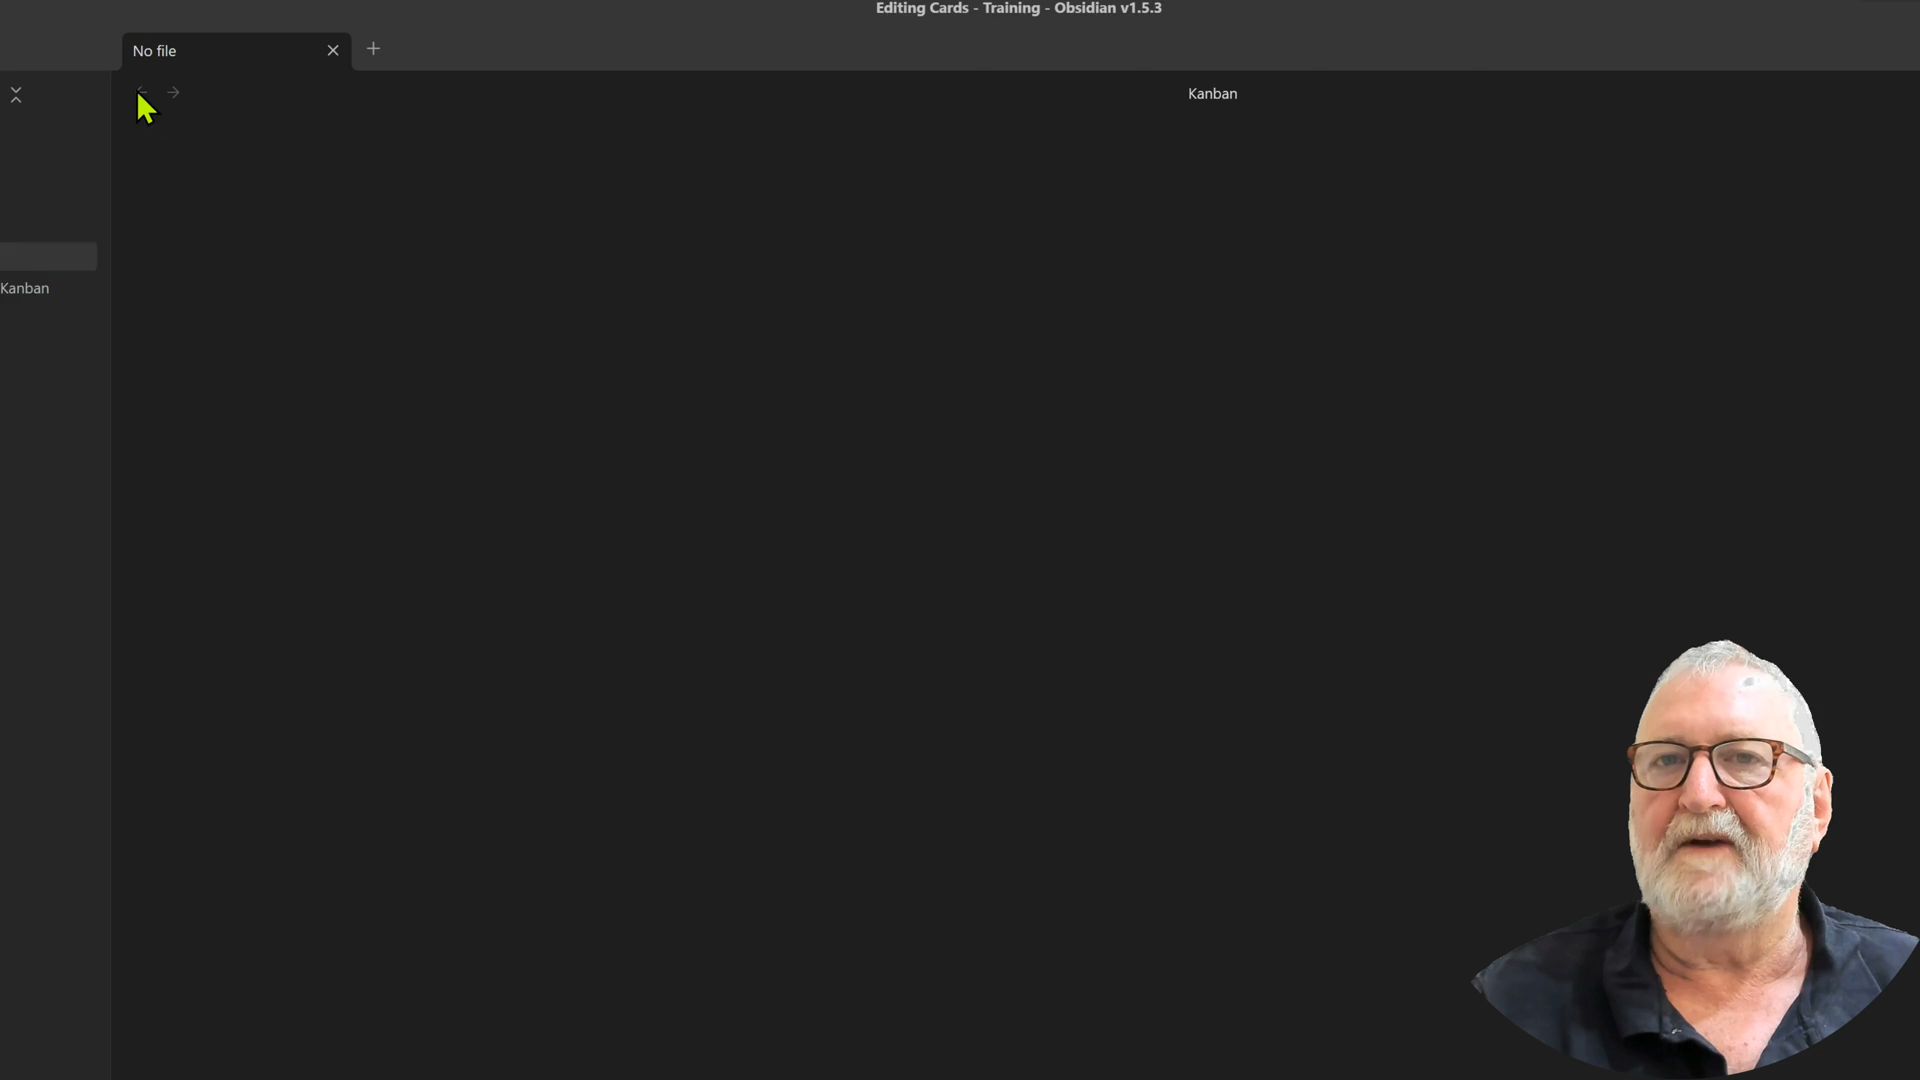 Editing Cards - Training - Obsidian v1.5.3
No file
Kanban
Kanban